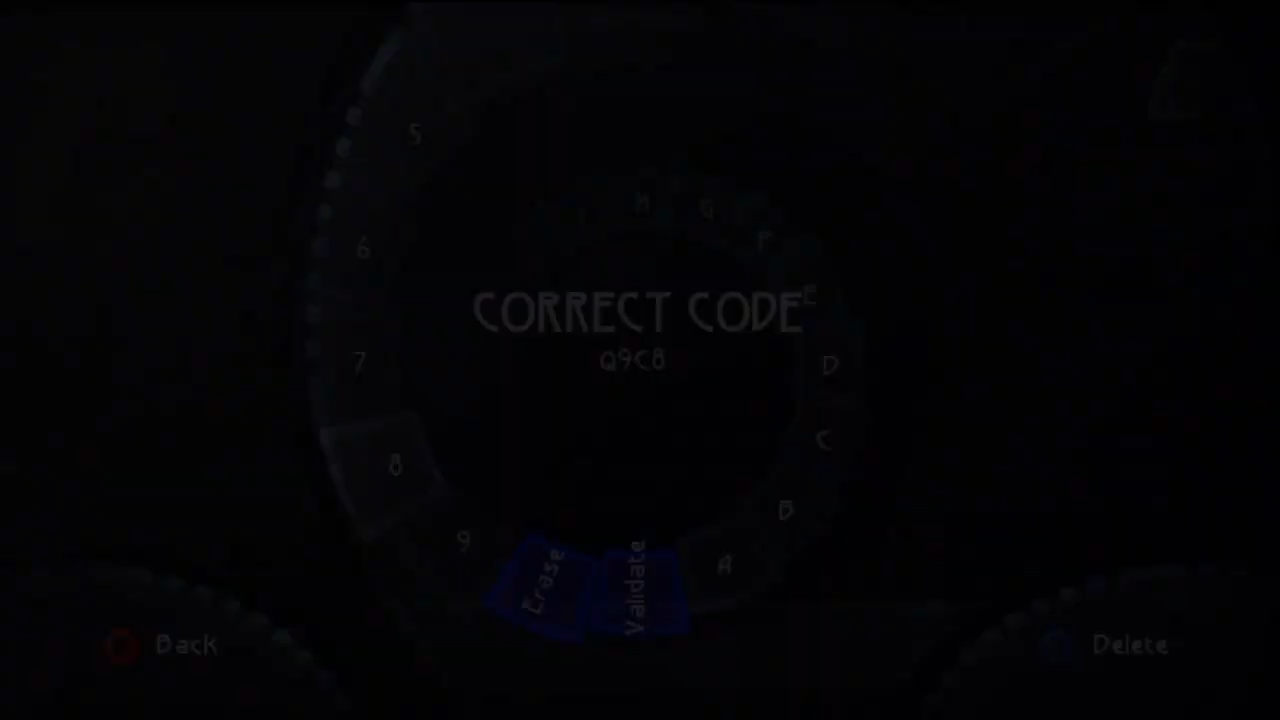 5
H
G
F
6
E
CORRECT CODE
Q9C8
7
D
C
8
B
9
A
Erase
Validate
Back
Delete